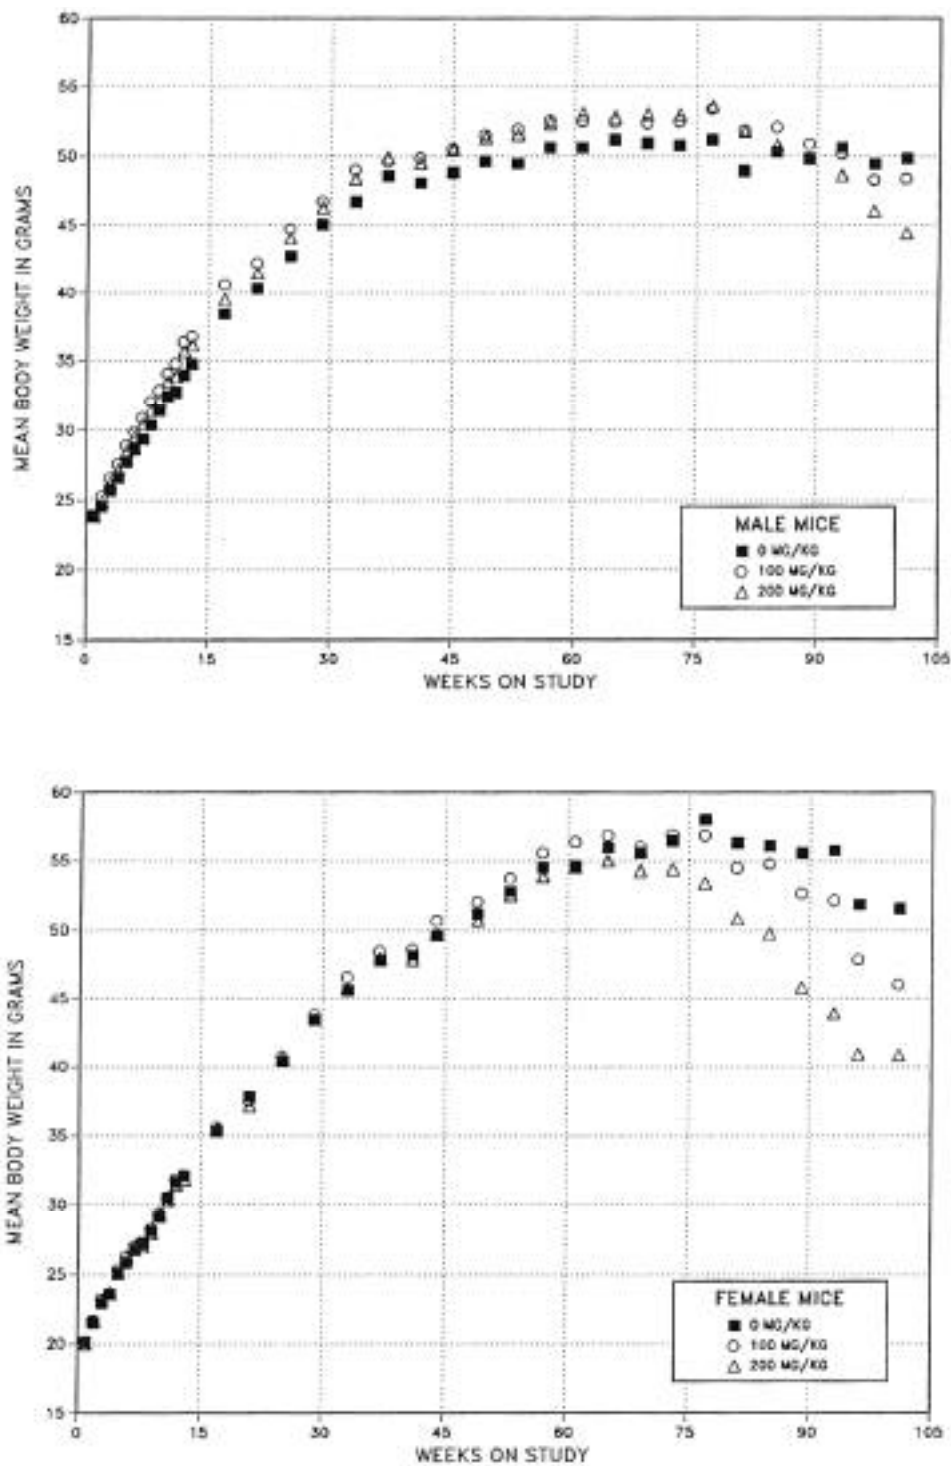 60
55
50
45
40
35
30
25
20
15
MEAN BODY WEIGHT IN GRAMS
MALE MICE
0 MG/KG
100 MG/KG
200 MG/KG
0 15 30 45 60 75 90 105
WEEKS ON STUDY
60
55
50
45
40
35
30
25
20
15
MEAN BODY WEIGHT IN GRAMS
FEMALE MICE
0 MG/KG
100 MG/KG
200 MG/KG
0 15 30 45 60 75 90 105
WEEKS ON STUDY